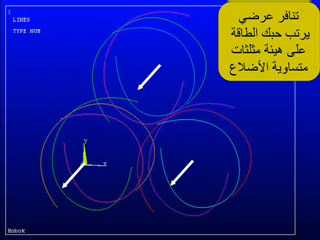 1
LINES
TYPE NUM
تنافر عرضي
يرتب حبك الطاقة
على هيئة مثلثات
متساوية الأضلاع
Y
X
Nobok